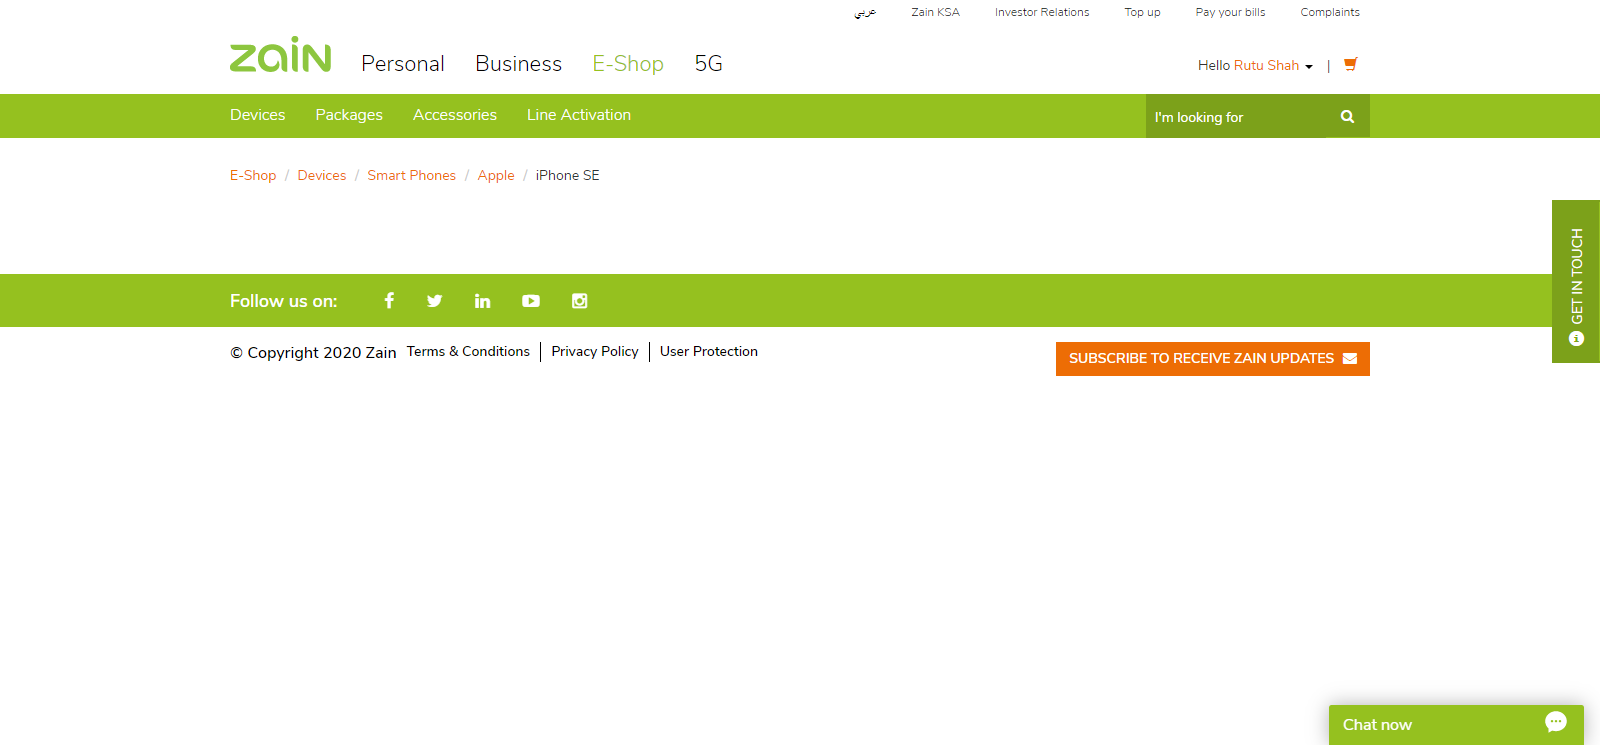 عربي Zain KSA Investor Relations Top up Pay your bills Complaints
zain Personal Business E-Shop 5G Hello Rutu Shah |
Devices Packages Accessories Line Activation I'm looking for
E-Shop / Devices / Smart Phones / Apple / iPhone SE
GET IN TOUCH
Follow us on:
© Copyright 2020 Zain Terms & Conditions Privacy Policy User Protection SUBSCRIBE TO RECEIVE ZAIN UPDATES
Chat now